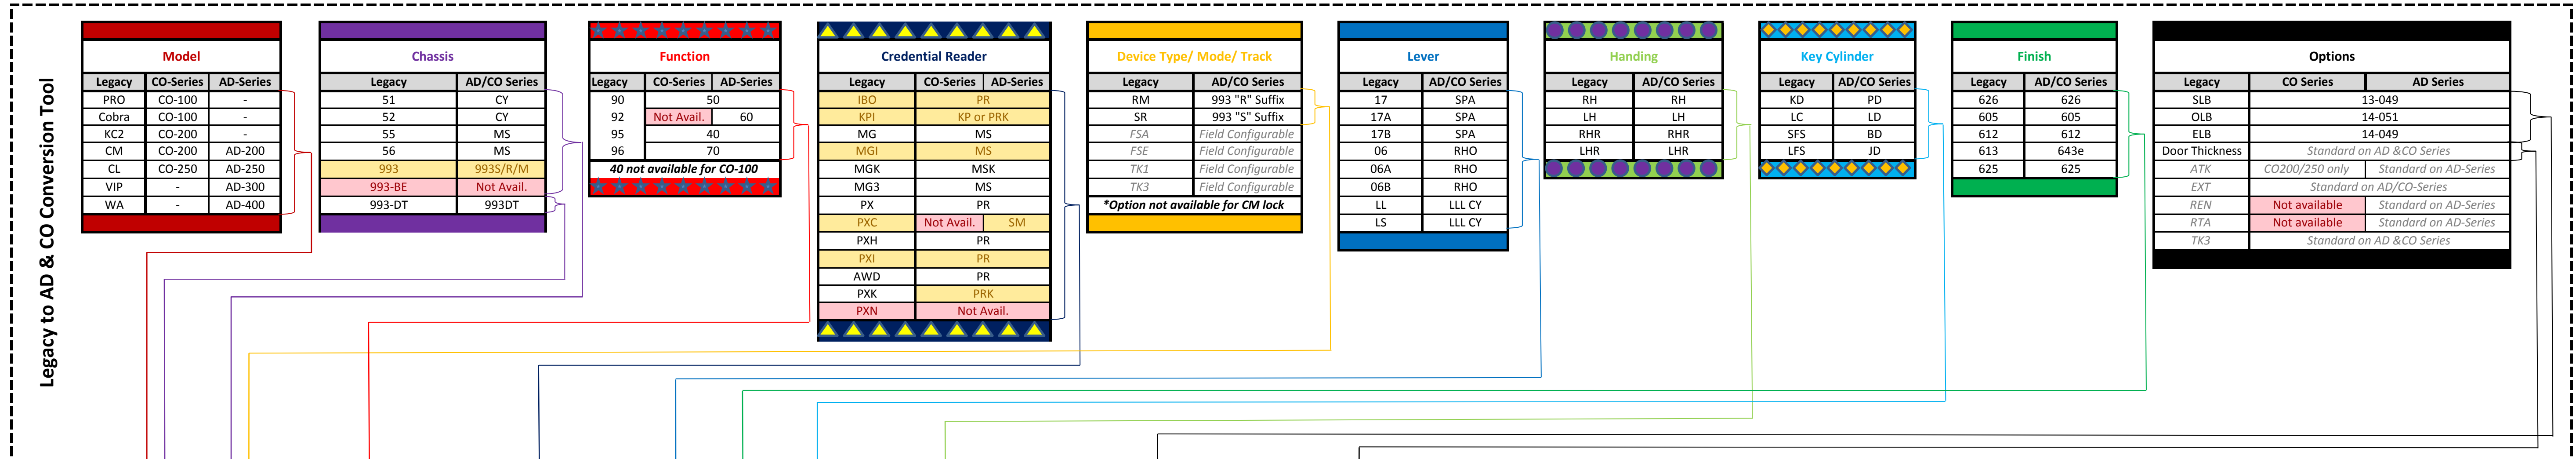 Legacy to AD & CO Conversion Tool
Model
Legacy CO-Series AD-Series
PRO CO-100 -
Cobra CO-100 -
KC2 CO-200 -
CM CO-200 AD-200
CL CO-250 AD-250
VIP - AD-300
WA - AD-400
Chassis
Legacy AD/CO Series
51 CY
52 CY
55 MS
56 MS
993 993S/R/M
993-BE Not Avail.
993-DT 993DT
Function
Legacy CO-Series AD-Series
90 50
92 Not Avail. 60
95 40
96 70
40 not available for CO-100
Credential Reader
Legacy CO-Series AD-Series
IBO PR
KPI KP or PRK
MG MS
MGI MS
MGK MSK
MG3 MS
PX PR
PXC Not Avail. SM
PXH PR
PXI PR
AWD PR
PXK PRK
PXN Not Avail.
Device Type/ Mode/ Track
Legacy AD/CO Series
RM 993 "R" Suffix
SR 993 "S" Suffix
FSA Field Configurable
FSE Field Configurable
TK1 Field Configurable
TK3 Field Configurable
*Option not available for CM lock
Lever
Legacy AD/CO Series
17 SPA
17A SPA
17B SPA
06 RHO
06A RHO
06B RHO
LL LLL CY
LS LLL CY
Handing
Legacy AD/CO Series
RH RH
LH LH
RHR RHR
LHR LHR
Key Cylinder
Legacy AD/CO Series
KD PD
LC LD
SFS BD
LFS JD
Finish
Legacy AD/CO Series
626 626
605 605
612 612
613 643e
625 625
Options
Legacy CO Series AD Series
SLB 13-049
OLB 14-051
ELB 14-049
Door Thickness Standard on AD &CO Series
ATK CO200/250 only Standard on AD-Series
EXT Standard on AD/CO-Series
REN Not available Standard on AD-Series
RTA Not available Standard on AD-Series
TK3 Standard on AD &CO Series